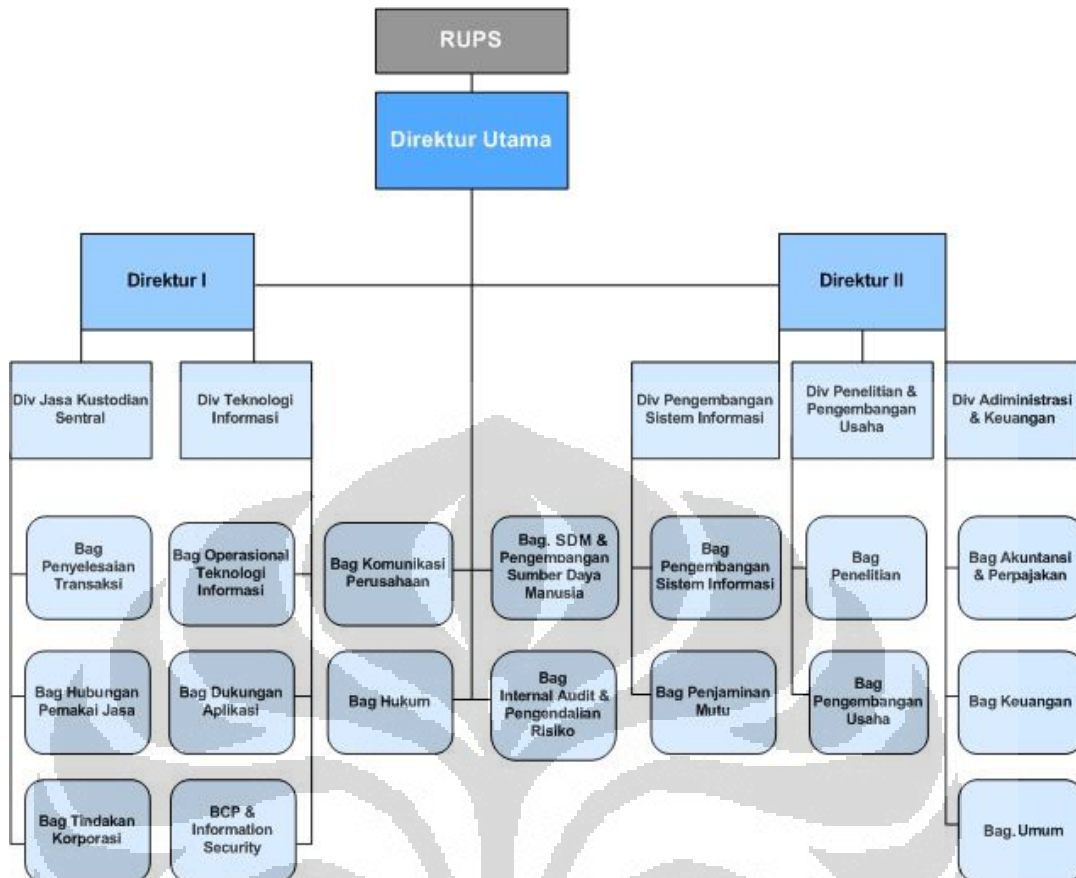 RUPS
Direktur Utama
Direktur I
Direktur II
Div Jasa Kustodian
Sentral
Div Teknologi
Informasi
Div Pengembangan
Sistem Informasi
Div Penelitian &
Pengembangan
Usaha
Div Adiministrasi
& Keuangan
Bag
Penyelesaian
Transaksi
Bag Operasional
Teknologi
Informasi
Bag Komunikasi
Perusahaan
Bag. SDM &
Pengembangan
Sumber Daya
Manusia
Bag
Pengembangan
Sistem Informasi
Bag
Penelitian
Bag Akuntansi
& Perpajakan
Bag Hubungan
Pemakai Jasa
Bag Dukungan
Aplikasi
Bag Hukum
Bag
Internal Audit &
Pengendalian
Risiko
Bag Penjaminan
Mutu
Bag
Pengembangan
Usaha
Bag Keuangan
Bag Tindakan
Korporasi
BCP &
Information
Security
Bag. Umum